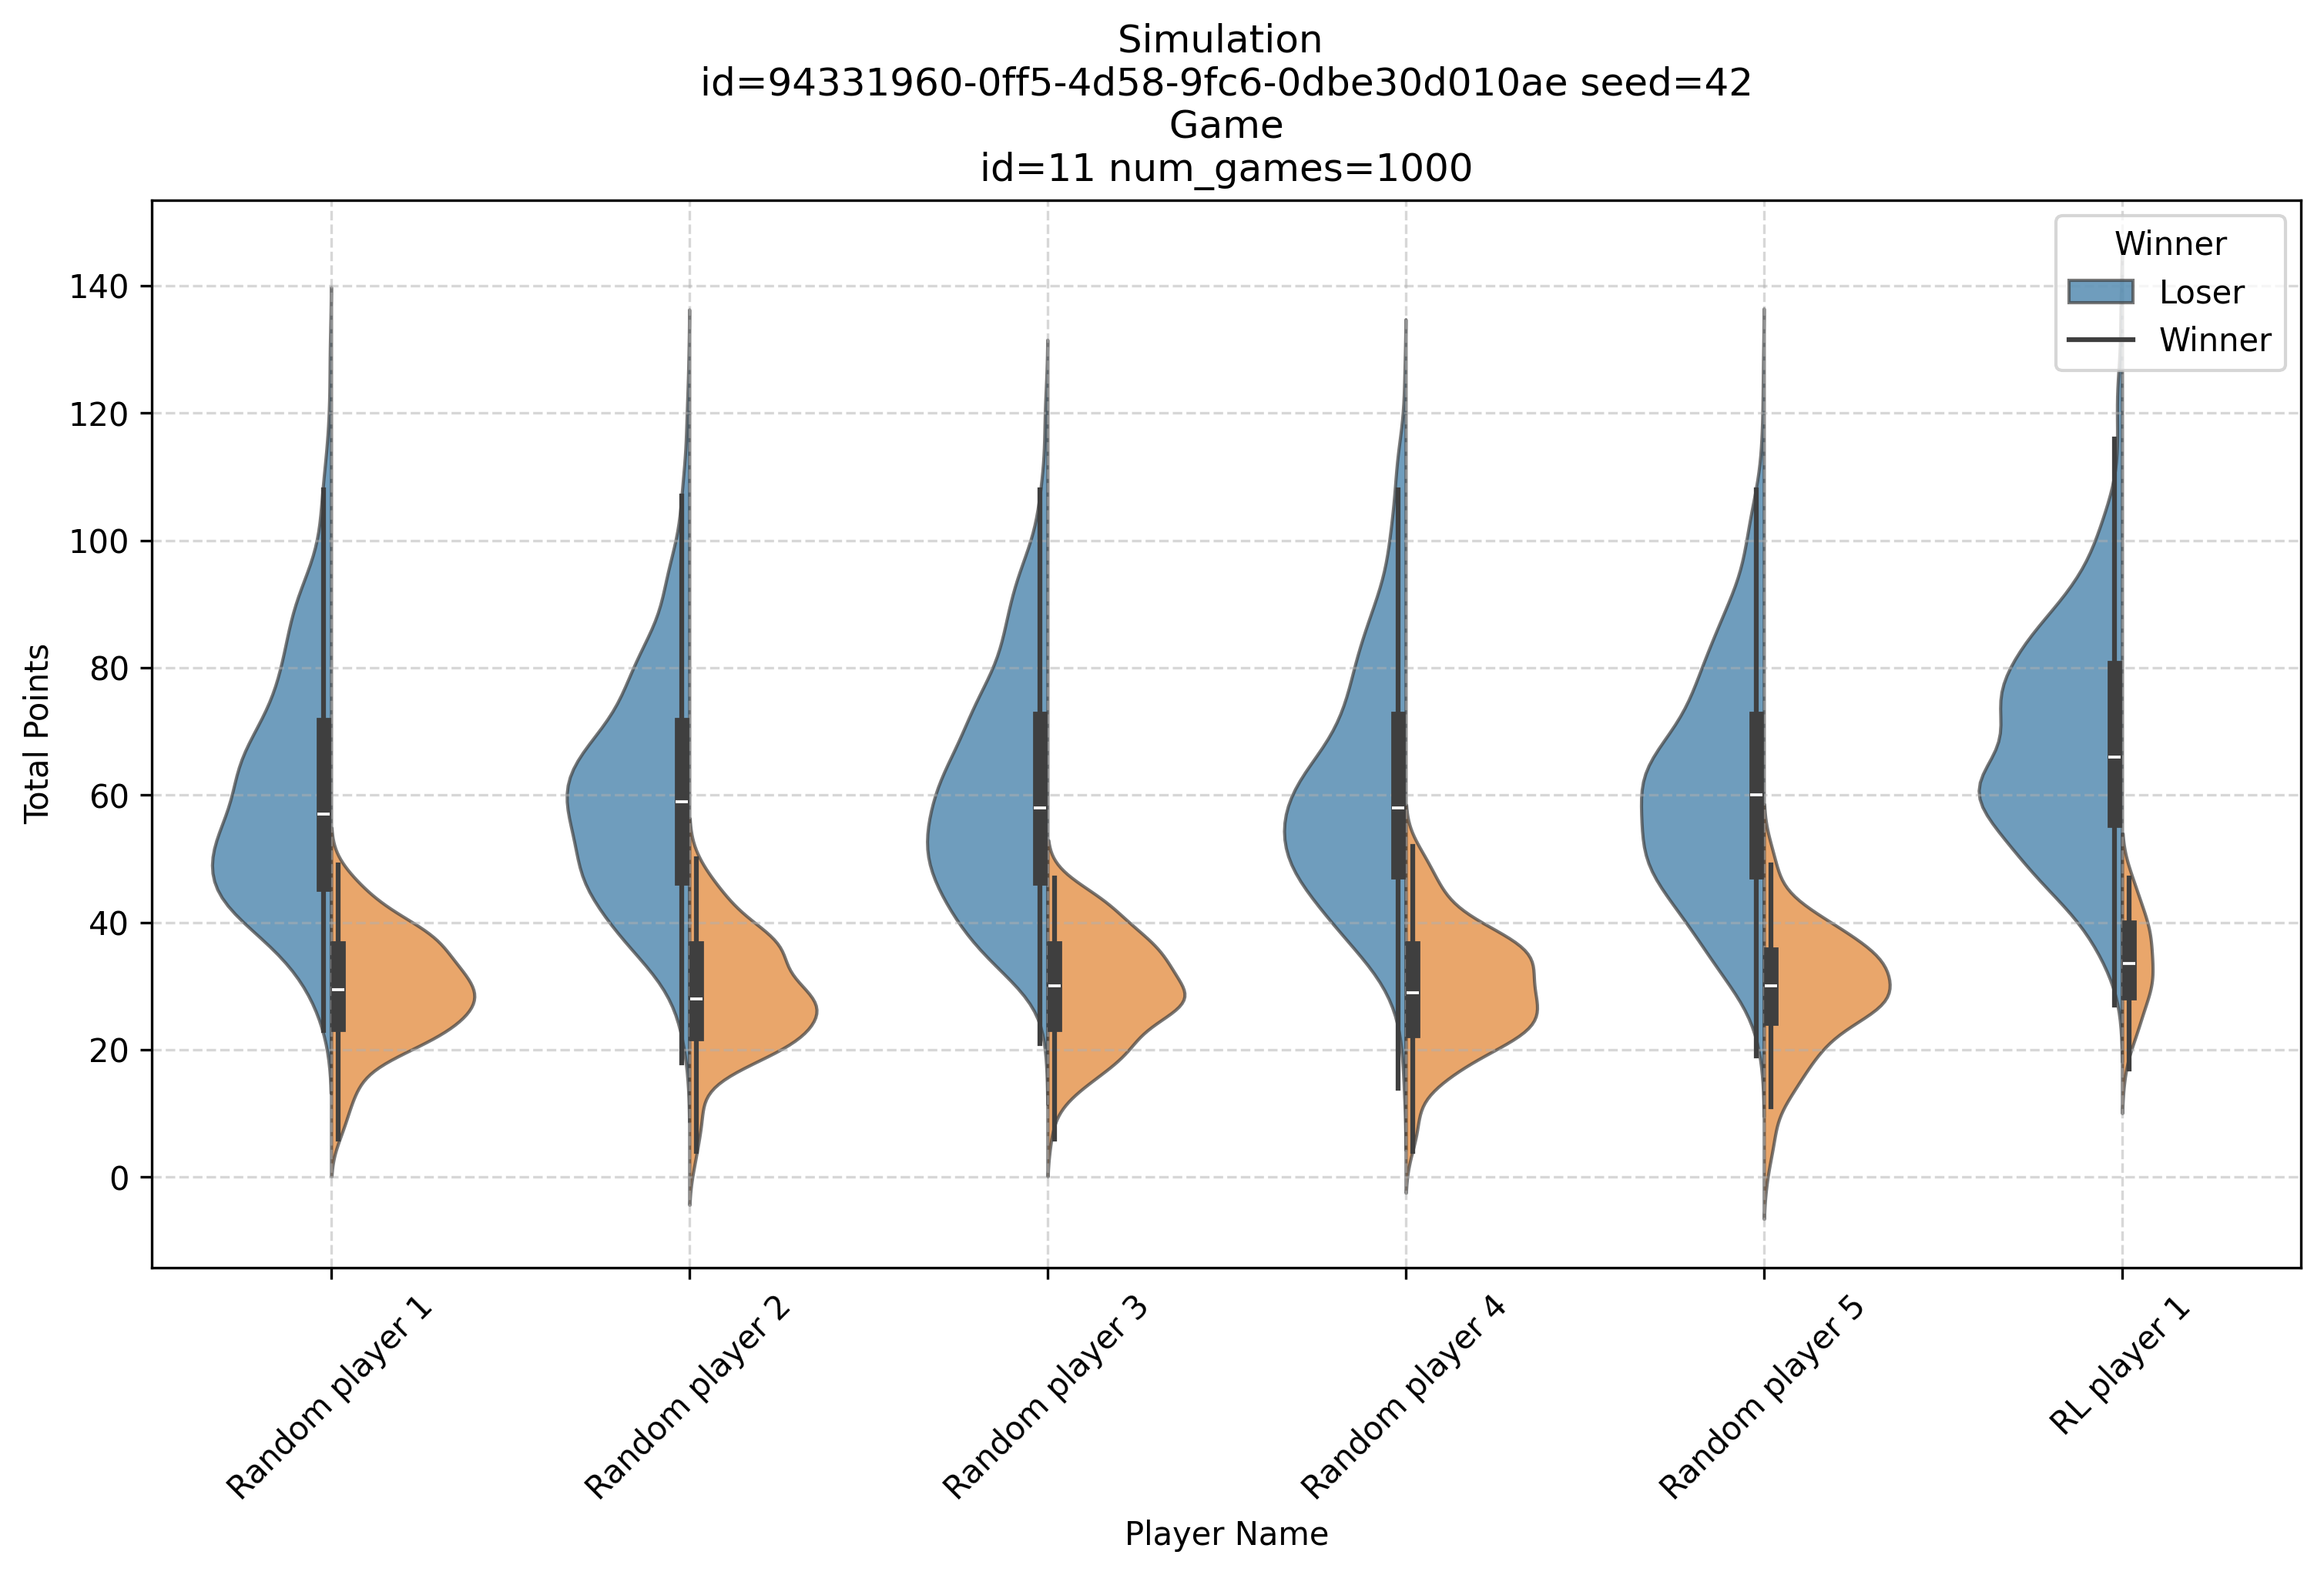 Simulation
id=94331960-0ff5-4d58-9fc6-0dbe30d010ae seed=42
Game
id=11 num_games=1000
Winner
Loser
Winner
140
120
100
80
60
40
20
0
Total Points
Random player 1
Random player 2
Random player 3
Random player 4
Random player 5
RL player 1
Player Name